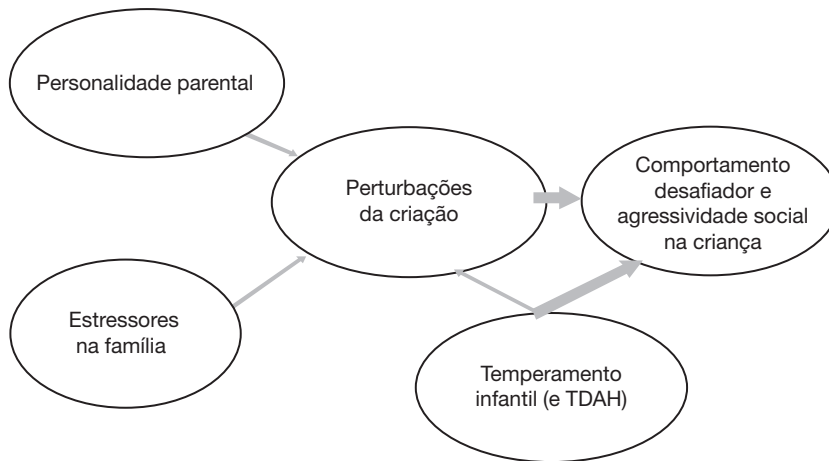 Personalidade parental
Perturbações
da criação
Comportamento
desafiador e
agressividade social
na criança
Estressores
na família
Temperamento
infantil (e TDAH)